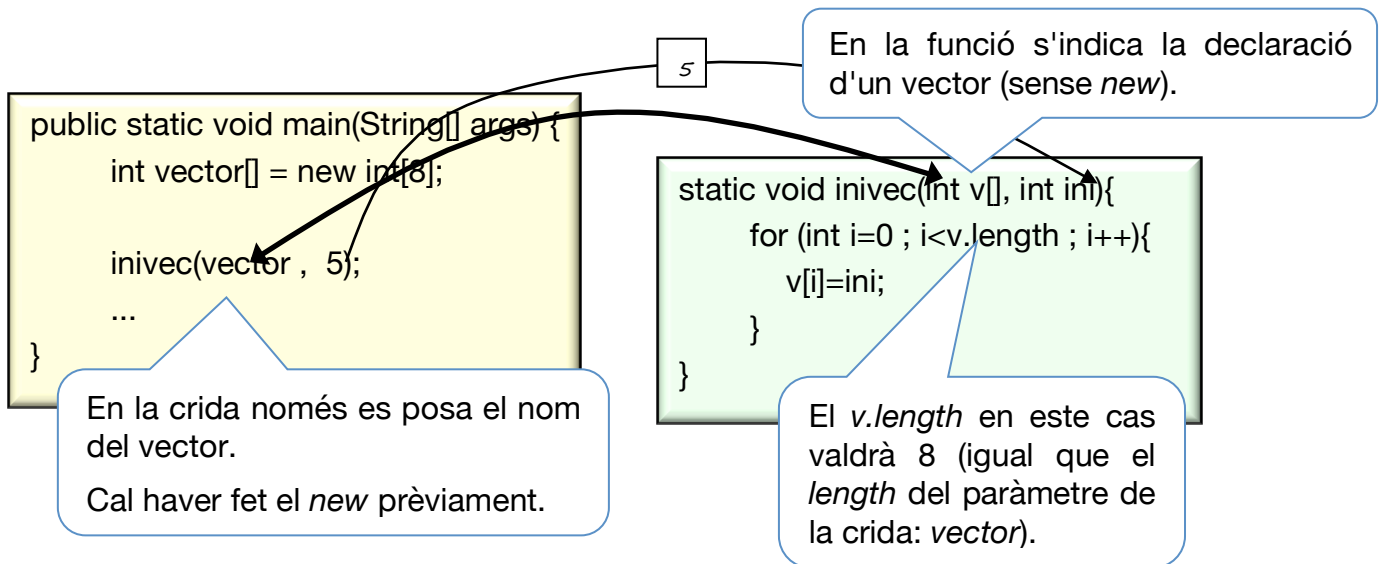 En la funció s'indica la declaració
d'un vector (sense new).
5
public static void main(String[] args) {
int vector[] = new int[8];
inivec(vector , 5);
...
}
static void inivec(int v[], int ini){
for (int i=0 ; i<v.length ; i++){
v[i]=ini;
}
}
En la crida només es posa el nom
del vector.
Cal haver fet el new prèviament.
El v.length en este cas
valdrà 8 (igual que el
length del paràmetre de
la crida: vector).